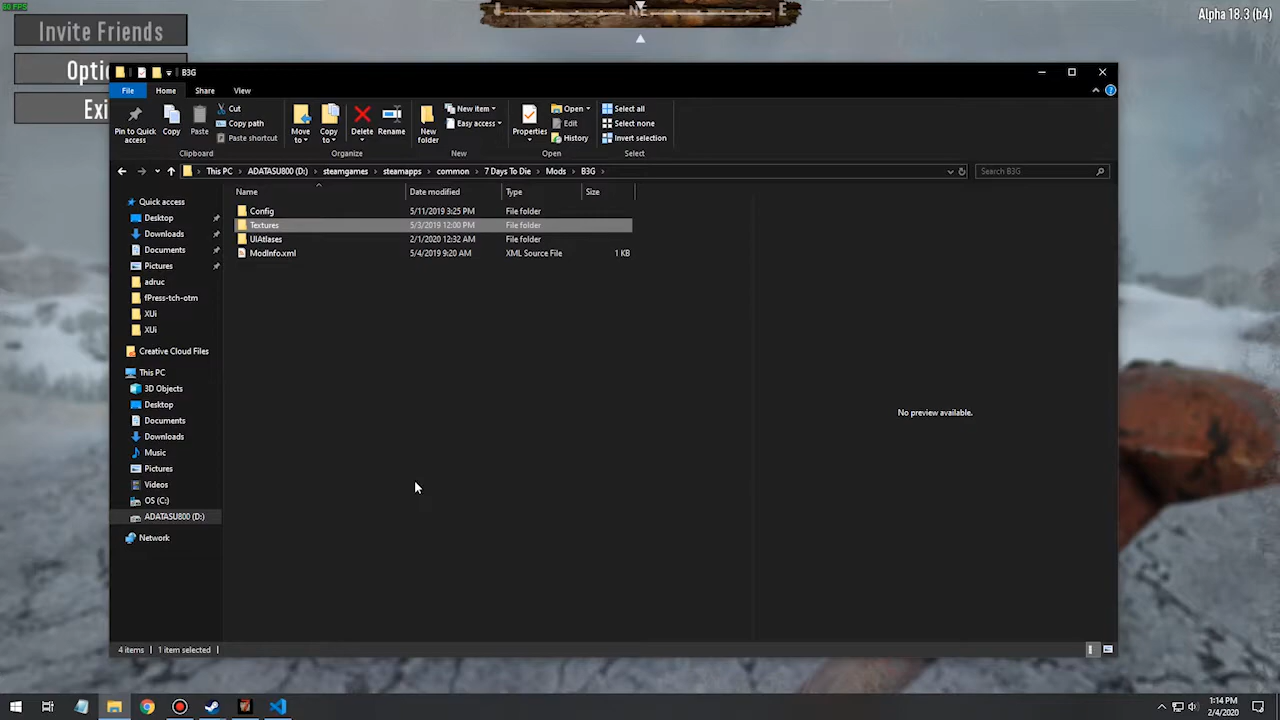 60 FPS
Invite Friends
Optio
Exi
J
NE
E
Alpha 18.3 (b4)
B3G
File
Home
Share
View
Pin to Quick access
Copy
Paste
Cut
Copy path
Paste shortcut
Clipboard
Move to
Copy to
Delete
Rename
Organize
New folder
New item
Easy access
New
Properties
Open
Edit
History
Open
Select all
Select none
Invert selection
Select
This PC > ADATASU800 (D:) > steamgames > steamapps > common > 7 Days To Die > Mods > B3G >
Search B3G
Name Date modified Type Size
Config 5/11/2019 3:25 PM File folder
Textures 5/3/2019 12:00 PM File folder
UIAtlases 2/1/2020 12:32 AM File folder
ModInfo.xml 5/4/2019 9:20 AM XML Source File 1 KB
Quick access
Desktop
Downloads
Documents
Pictures
adruc
fPress-tch-otm
XUi
XUi
Creative Cloud Files
This PC
3D Objects
Desktop
Documents
Downloads
Music
Pictures
Videos
OS (C:)
ADATASU800 (D:)
Network
No preview available.
4 items
1 item selected
1:14 PM
2/4/2020